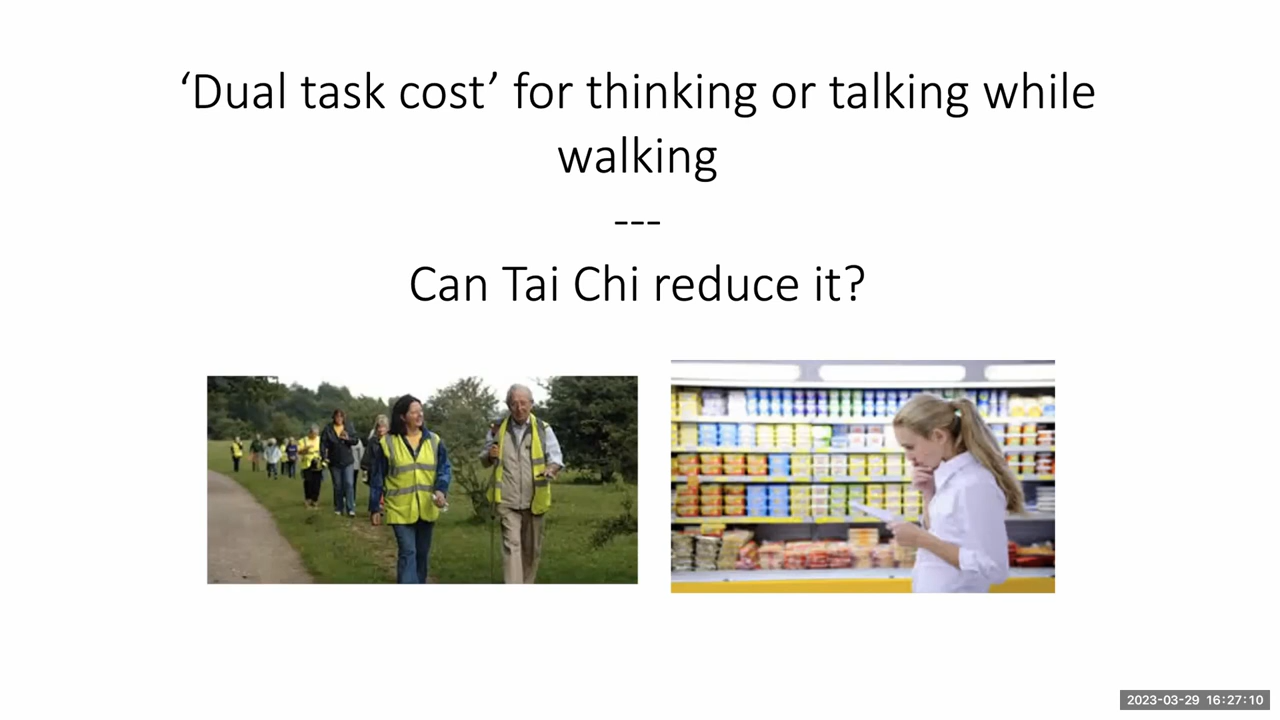 ‘Dual task cost’ for thinking or talking while
walking
---
Can Tai Chi reduce it?
2023-03-29 16:27:10